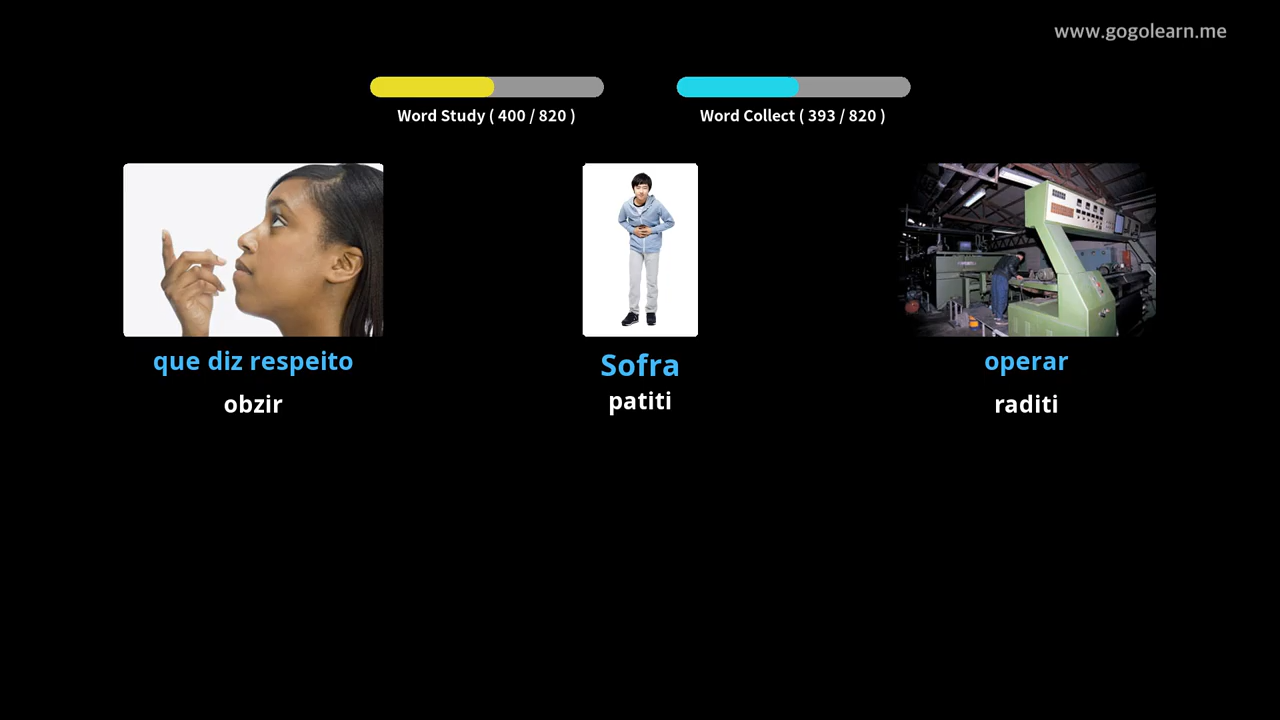 www.gogolearn.me
Word Study ( 400 / 820 )
Word Collect ( 393 / 820 )
que diz respeito
obzir
Sofra
patiti
operar
raditi